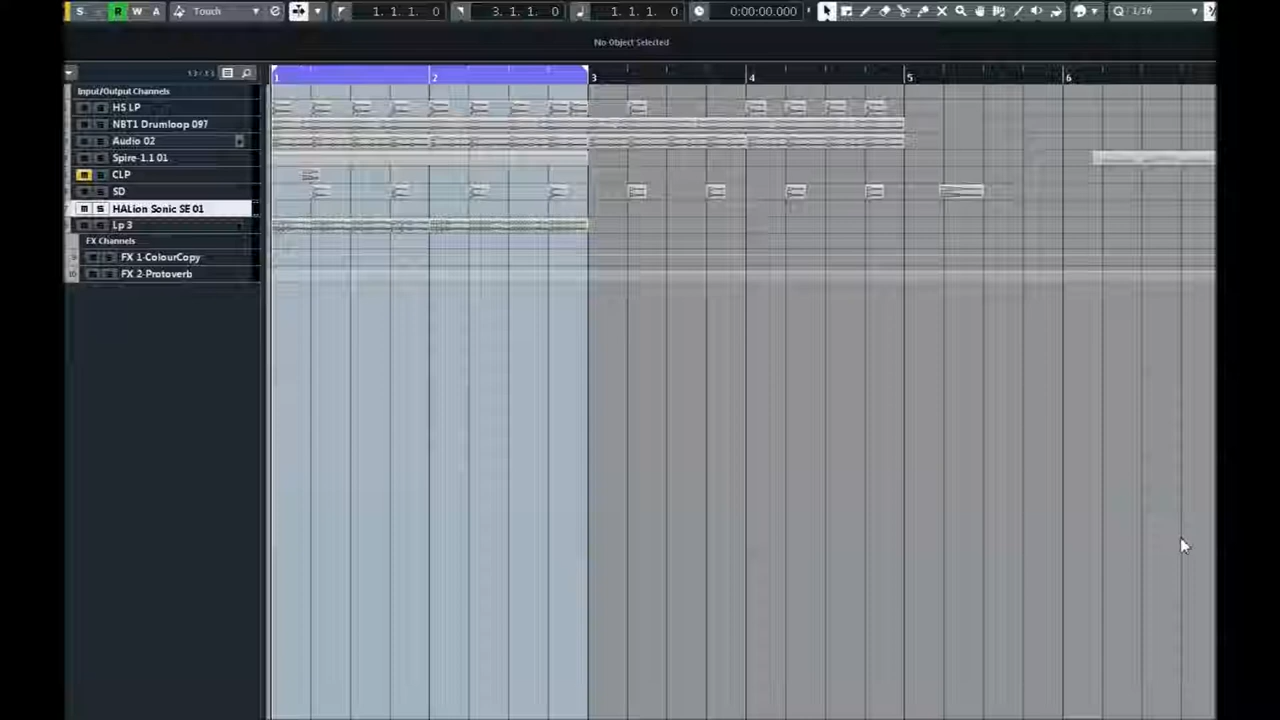 S. R W A Touch 1. 1. 1. 0 3. 1. 1. 0 1. 1. 1. 0 0:00:00.000 Q 1/16
No Object Selected
1 2 3 4 5 6
Input/Output Channels
m S HS LP
NBT1 Drumloop 097
Audio 02
Spire-1.1 01
m S CLP
SD
m S HALion Sonic SE 01
Lp 3
FX Channels
9 FX 1-ColourCopy
10 FX 2-Protoverb